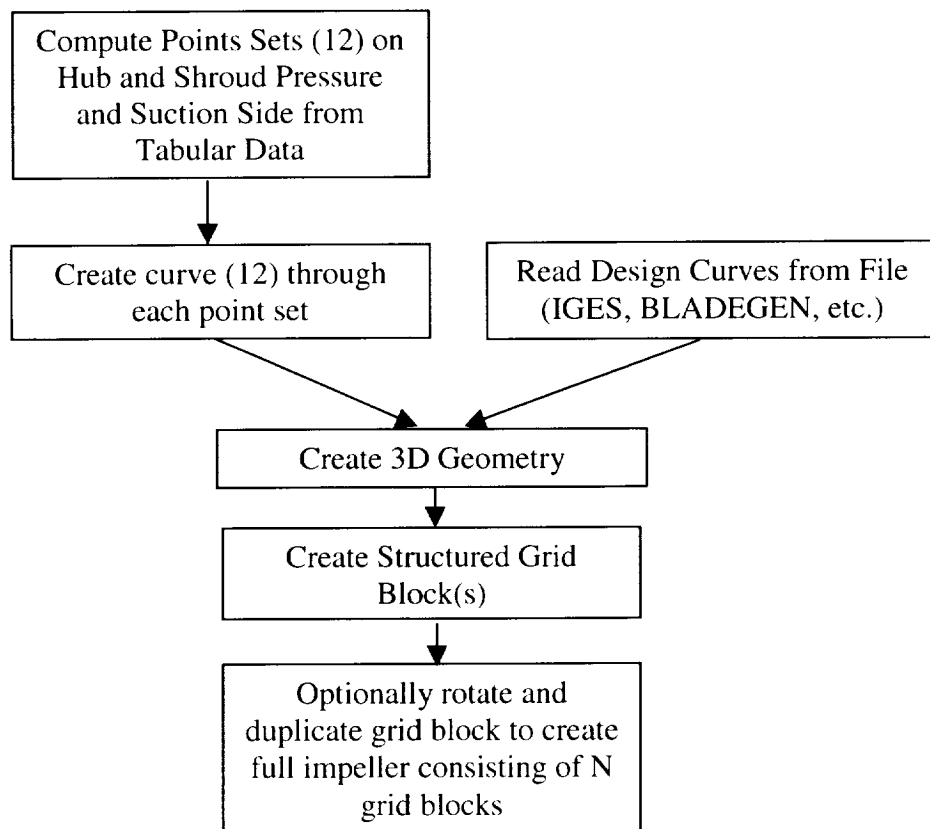 Compute Points Sets (12) on
Hub and Shroud Pressure
and Suction Side from
Tabular Data
Create curve (12) through
each point set
Read Design Curves from File
(IGES, BLADEGEN, etc.)
Create 3D Geometry
Create Structured Grid
Block(s)
Optionally rotate and
duplicate grid block to create
full impeller consisting of N
grid blocks